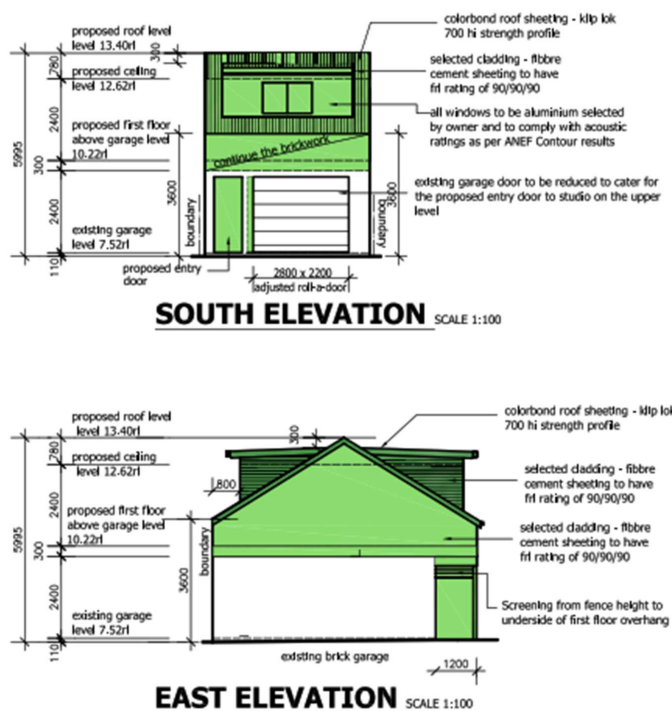 proposed roof level
level 13.40rl
proposed ceiling
level 12.62rl
proposed first floor
above garage level
10.22rl
existing garage
level 7.52rl
5995
780
2400
300
2400
110
300
3600
3600
boundary
boundary
continue the brickwork
proposed entry
door
2800 x 2200
adjusted roll-a-door
colorbond roof sheeting - klip lok
700 hi strength profile
selected cladding - fibbre
cement sheeting to have
frl rating of 90/90/90
all windows to be aluminium selected
by owner and to comply with acoustic
ratings as per ANEF Contour results
existing garage door to be reduced to cater for
the proposed entry door to studio on the upper
level
SOUTH ELEVATION SCALE 1:100
proposed roof level
level 13.40rl
proposed ceiling
level 12.62rl
proposed first floor
above garage level
10.22rl
existing garage
level 7.52rl
5995
780
2400
300
2400
110
300
800
3600
boundary
existing brick garage
1200
colorbond roof sheeting - klip lok
700 hi strength profile
selected cladding - fibbre
cement sheeting to have
frl rating of 90/90/90
selected cladding - fibbre
cement sheeting to have
frl rating of 90/90/90
Screening from fence height to
underside of first floor overhang
EAST ELEVATION SCALE 1:100